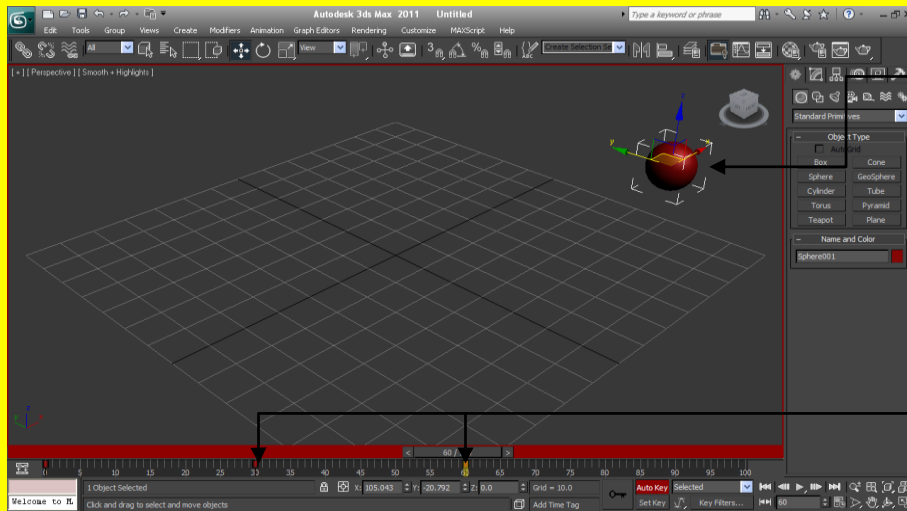 Autodesk 3ds Max 2011 Untitled
Type a keyword or phrase
Edit Tools Group Views Create Modifiers Animation Graph Editors Rendering Customize MAXScript Help
All
View
3
Create Selection Se
[ + ] [ Perspective ] [ Smooth + Highlights ]
z
y
x
Standard Primitives
Object Type
AutoGrid
Box Cone
Sphere GeoSphere
Cylinder Tube
Torus Pyramid
Teapot Plane
Name and Color
Sphere001
z
< 60 / >
5 10 15 20 25 30 35 40 45 50 55 60 65 70 75 80 85 90 95 100
1 Object Selected X: 105.043 Y: -20.792 Z: 0.0 Grid = 10.0 Auto Key Selected
Welcome to M Click and drag to select and move objects Add Time Tag Set Key Key Filters... 60